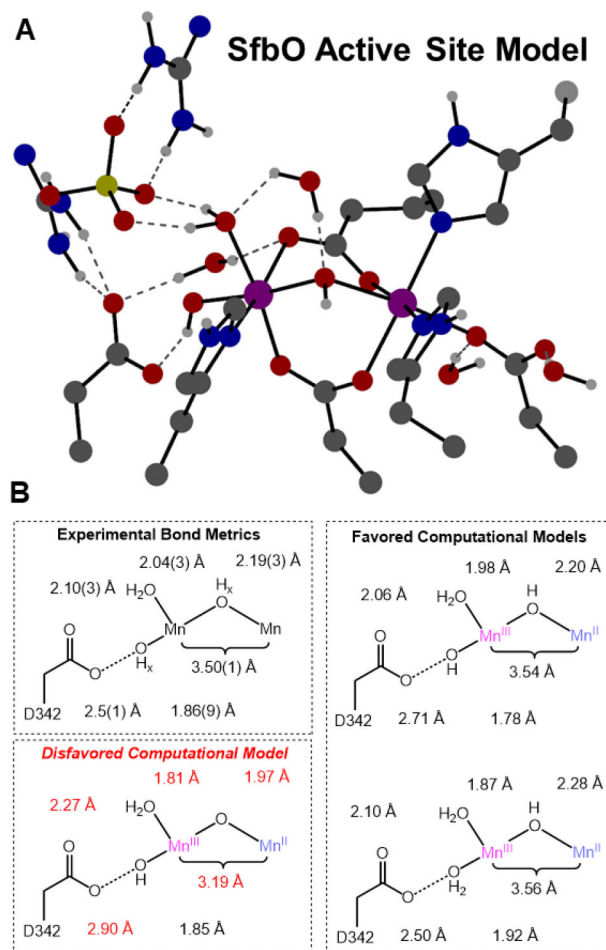 A
SfbO Active Site Model
B
Experimental Bond Metrics
2.04(3) Å
2.19(3) Å
2.10(3) Å
H₂O
O
Hₓ
Mn
Mn
O
O
Hₓ
O
3.50(1) Å
D342
2.5(1) Å
1.86(9) Å
Disfavored Computational Model
1.81 Å
1.97 Å
2.27 Å
H₂O
O
Mnᴵᴵᴵ
Mnᴵᴵ
O
O
H
O
3.19 Å
D342
2.90 Å
1.85 Å
Favored Computational Models
1.98 Å
2.20 Å
2.06 Å
H
H₂O
O
Mnᴵᴵᴵ
Mnᴵᴵ
O
O
H
O
3.54 Å
D342
2.71 Å
1.78 Å
1.87 Å
2.28 Å
2.10 Å
H
H₂O
O
Mnᴵᴵᴵ
Mnᴵᴵ
O
O
H₂
O
3.56 Å
D342
2.50 Å
1.92 Å